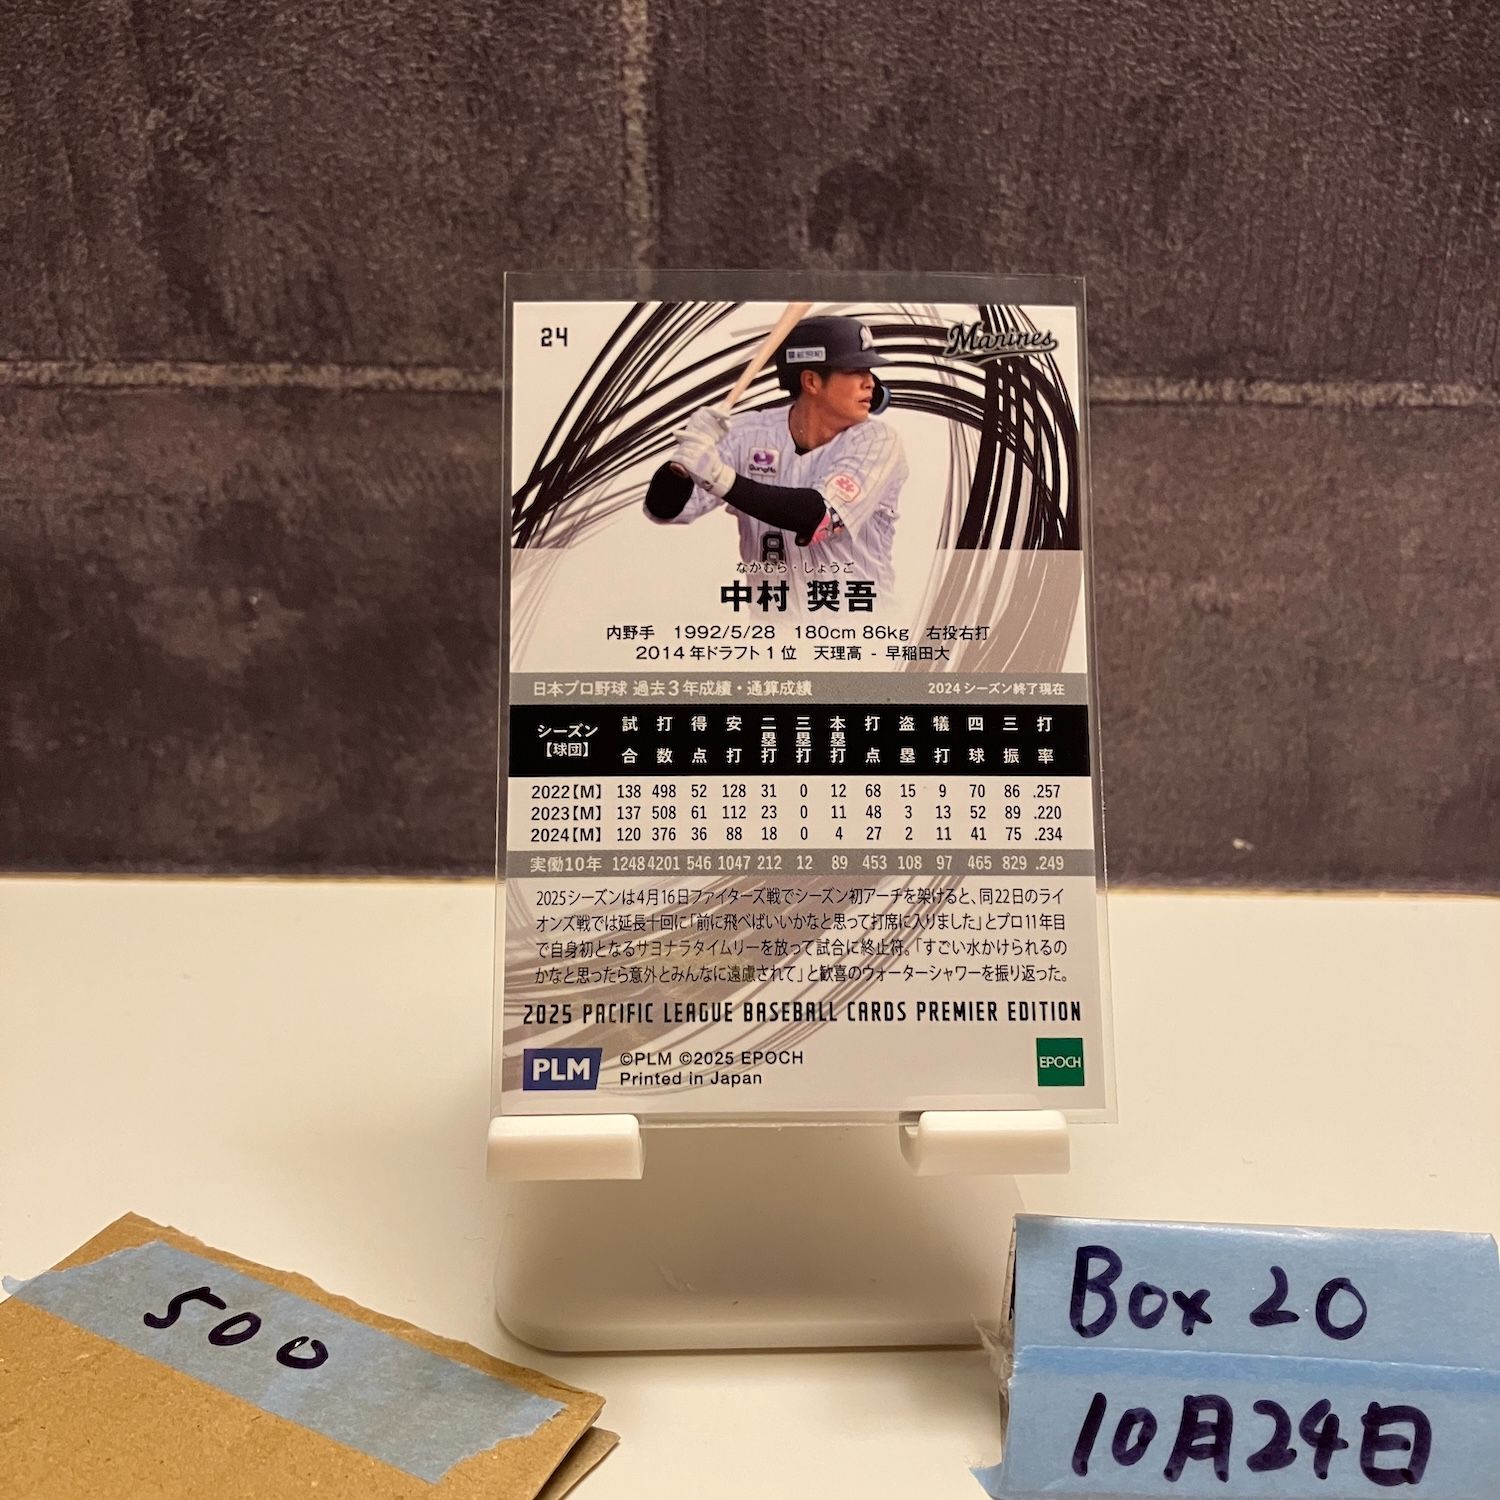 24
Marines
8
なかむら・しょうご
中村 奨吾
内野手 1992/5/28 180cm 86kg 右投右打
2014年ドラフト1位 天理高 - 早稲田大
日本プロ野球 過去3年成績・通算成績 2024シーズン終了現在
シーズン【球団】 試合 打数 得点 安打 二塁打 三塁打 本塁打 打点 盗塁 犠打 四球 三振 打率
2022【M】 138 498 52 128 31 0 12 68 15 9 70 86 .257
2023【M】 137 508 61 112 23 0 11 48 3 13 52 89 .220
2024【M】 120 376 36 88 18 0 4 27 2 11 41 75 .234
実働10年 1248 4201 546 1047 212 12 89 453 108 97 465 829 .249
2025シーズンは4月16日ファイターズ戦でシーズン初アーチを架けると、同22日のライ
オンズ戦では延長十回に「前に飛べばいいかなと思って打席に入りました」とプロ11年目
で自身初となるサヨナラタイムリーを放って試合に終止符。「すごい水かけられるの
かなと思ったら意外とみんなに遠慮されて」と歓喜のウォーターシャワーを振り返った。
2025 PACIFIC LEAGUE BASEBALL CARDS PREMIER EDITION
PLM ©PLM ©2025 EPOCH
Printed in Japan
EPOCH
500
Box 20
10月24日